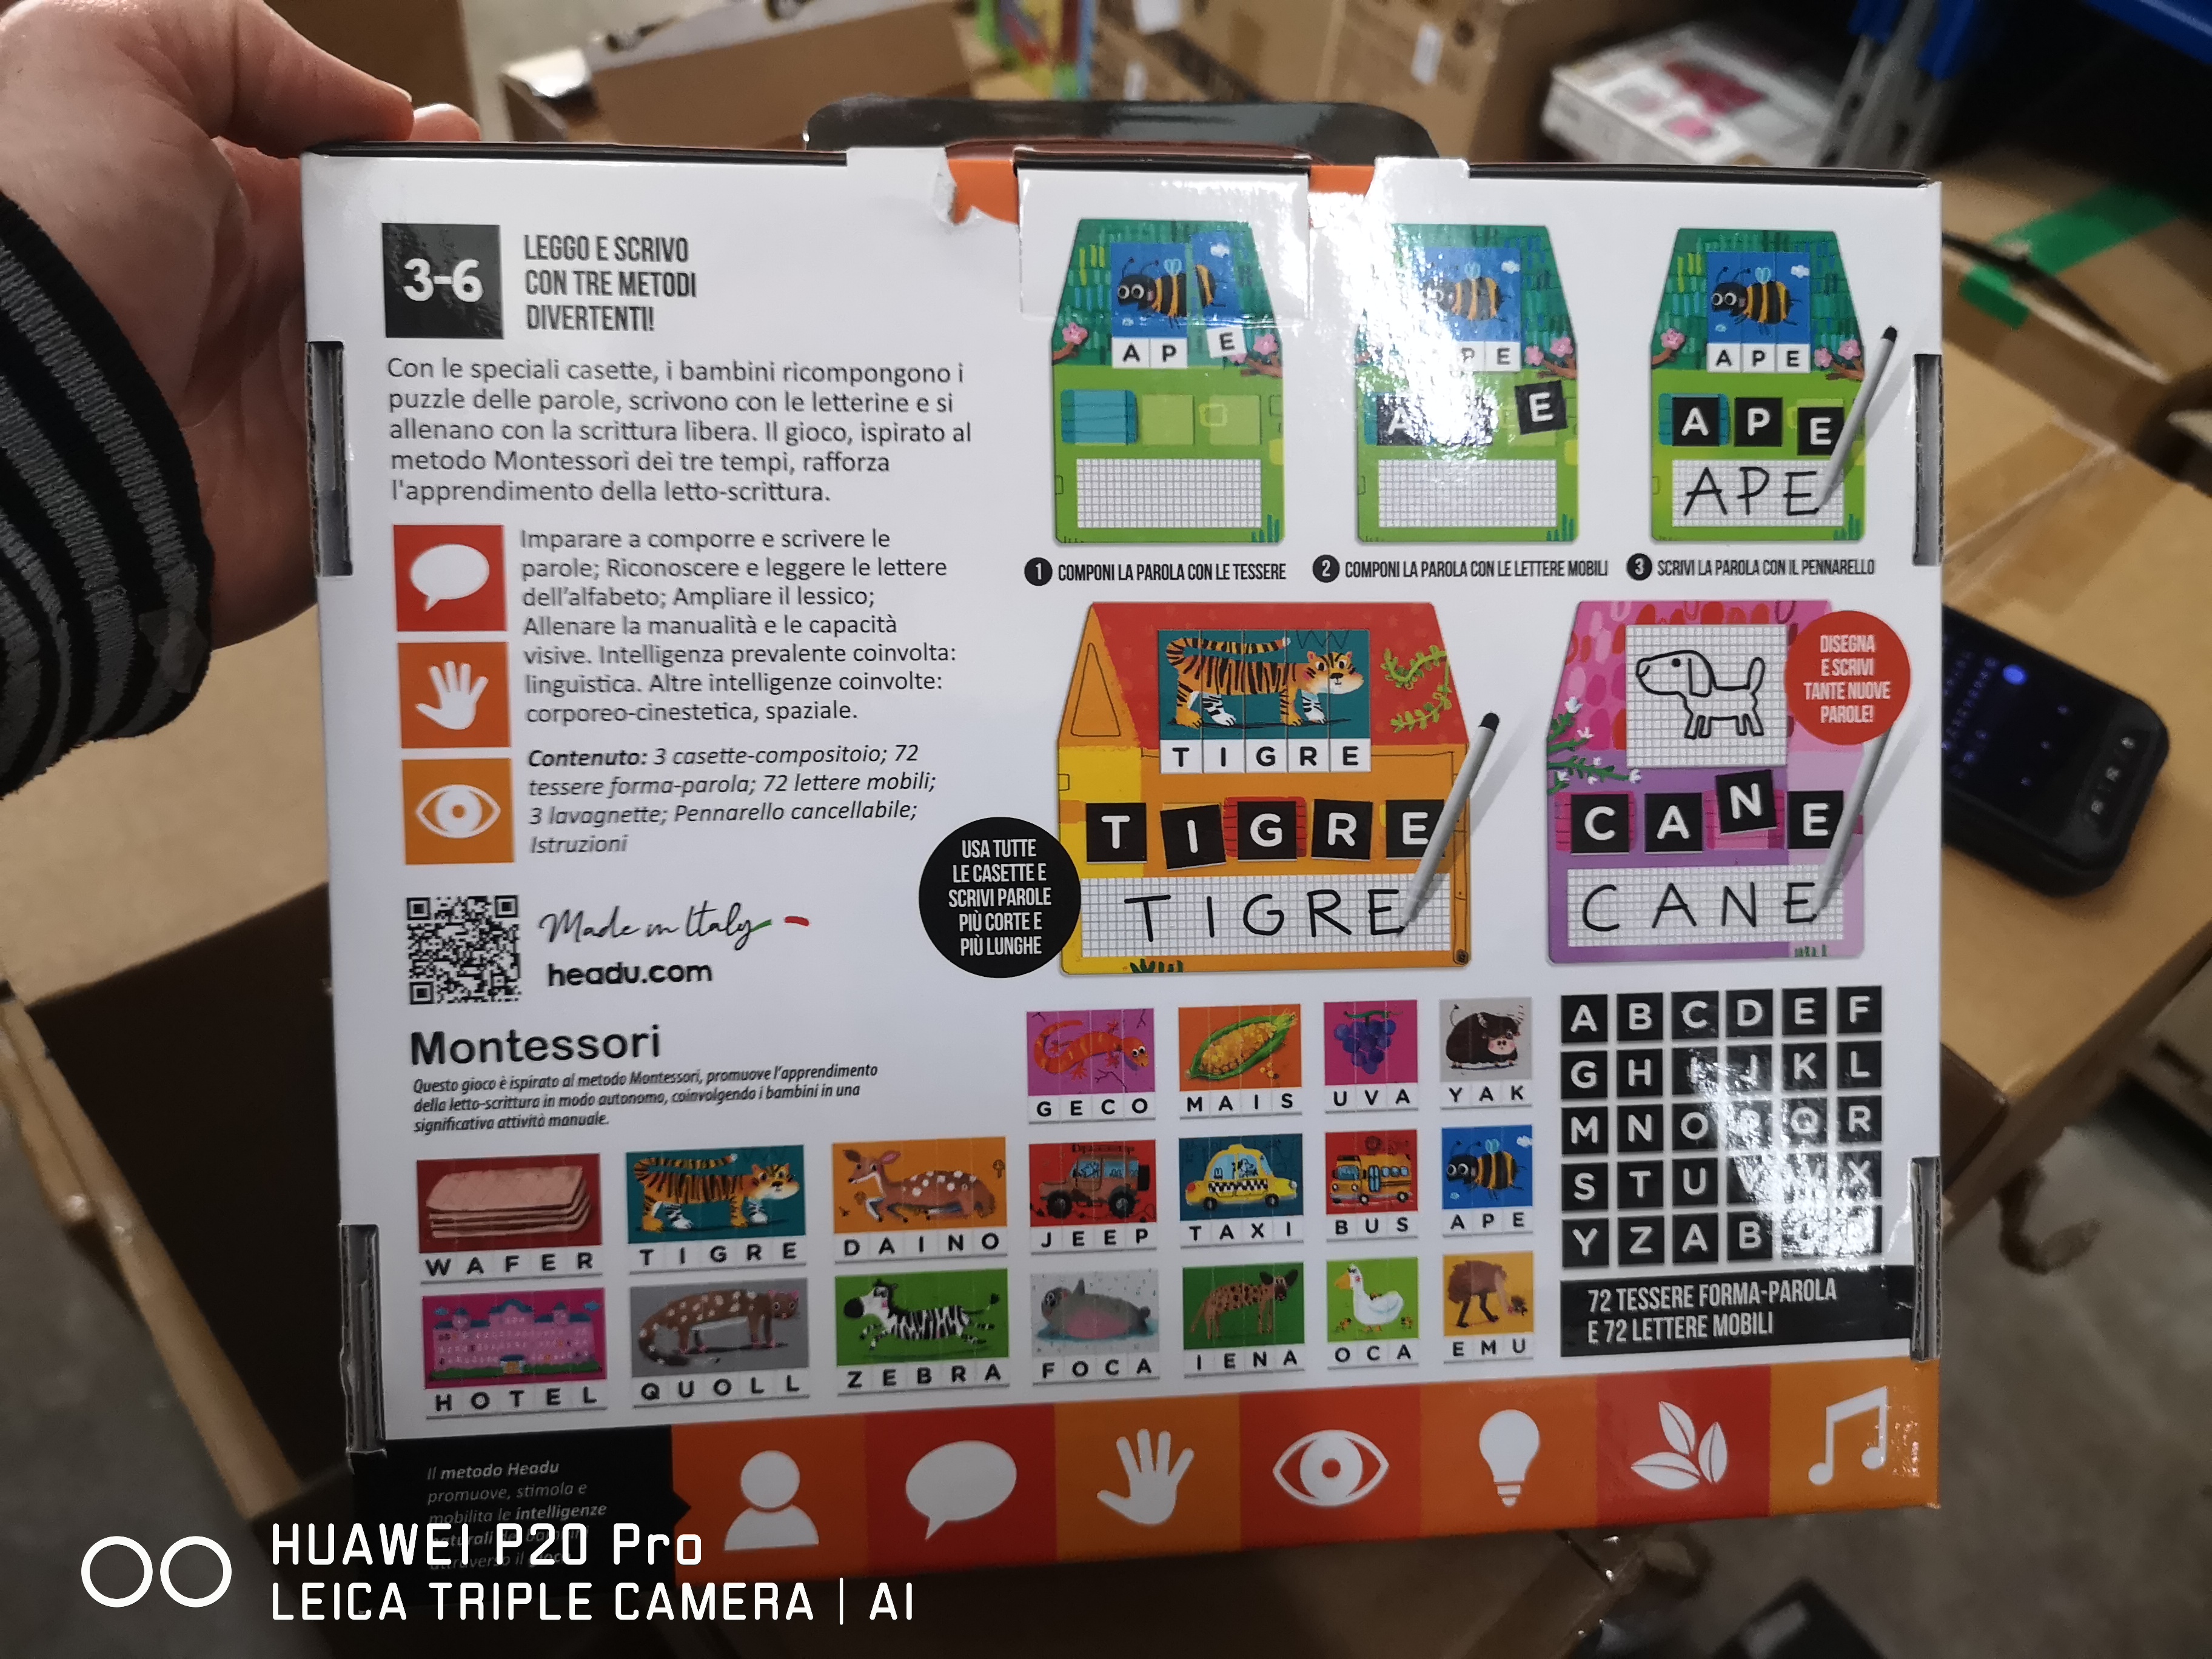 3-6
LEGGO E SCRIVO
CON TRE METODI
DIVERTENTI!
Con le speciali casette, i bambini ricompongono i
puzzle delle parole, scrivono con le letterine e si
allenano con la scrittura libera. Il gioco, ispirato al
metodo Montessori dei tre tempi, rafforza
l'apprendimento della letto-scrittura.
Imparare a comporre e scrivere le
parole; Riconoscere e leggere le lettere
dell'alfabeto; Ampliare il lessico;
Allenare la manualità e le capacità
visive. Intelligenza prevalente coinvolta:
linguistica. Altre intelligenze coinvolte:
corporeo-cinestetica, spaziale.
Contenuto: 3 casette-compositoio; 72
tessere forma-parola; 72 lettere mobili;
3 lavagnette; Pennarello cancellabile;
Istruzioni
Made in Italy
headu.com
Montessori
Questo gioco è ispirato al metodo Montessori, promuove l'apprendimento
della letto-scrittura in modo autonomo, coinvolgendo i bambini in una
significativa attività manuale.
A P E
1 COMPONI LA PAROLA CON LE TESSERE
P E
A E
2 COMPONI LA PAROLA CON LE LETTERE MOBILI
A P E
A P E
APE
3 SCRIVI LA PAROLA CON IL PENNARELLO
T I G R E
T I G R E
TIGRE
USA TUTTE
LE CASETTE E
SCRIVI PAROLE
PIÙ CORTE E
PIÙ LUNGHE
DISEGNA
E SCRIVI
TANTE NUOVE
PAROLE!
C A N E
CANE
GECO MAIS UVA YAK
WAFER TIGRE DAINO JEEP TAXI BUS APE
HOTEL QUOLL ZEBRA FOCA IENA OCA EMU
A B C D E F
G H I J K L
M N O Q R
S T U V X
Y Z A B
72 TESSERE FORMA-PAROLA
E 72 LETTERE MOBILI
Il metodo Headu
promuove, stimola e
mobilita le intelligenze
HUAWEI P20 Pro
LEICA TRIPLE CAMERA | AI